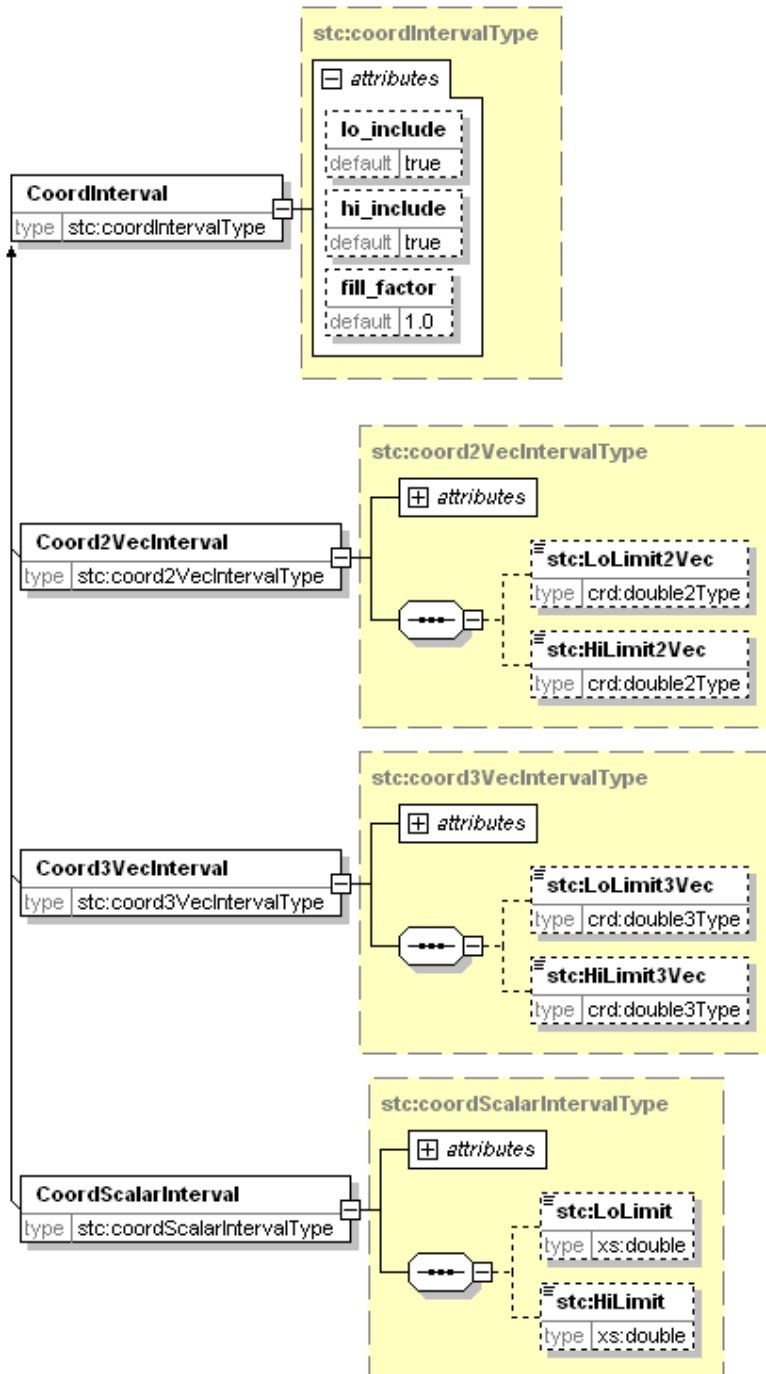 stc:coordIntervalType
attributes
lo_include
default true
CoordInterval
type stc:coordIntervalType
hi_include
default true
fill_factor
default 1.0
stc:coord2VecIntervalType
attributes
Coord2VecInterval
type stc:coord2VecIntervalType
stc:LoLimit2Vec
type crd:double2Type
stc:HiLimit2Vec
type crd:double2Type
stc:coord3VecIntervalType
attributes
Coord3VecInterval
type stc:coord3VecIntervalType
stc:LoLimit3Vec
type crd:double3Type
stc:HiLimit3Vec
type crd:double3Type
stc:coordScalarIntervalType
attributes
CoordScalarInterval
type stc:coordScalarIntervalType
stc:LoLimit
type xs:double
stc:HiLimit
type xs:double